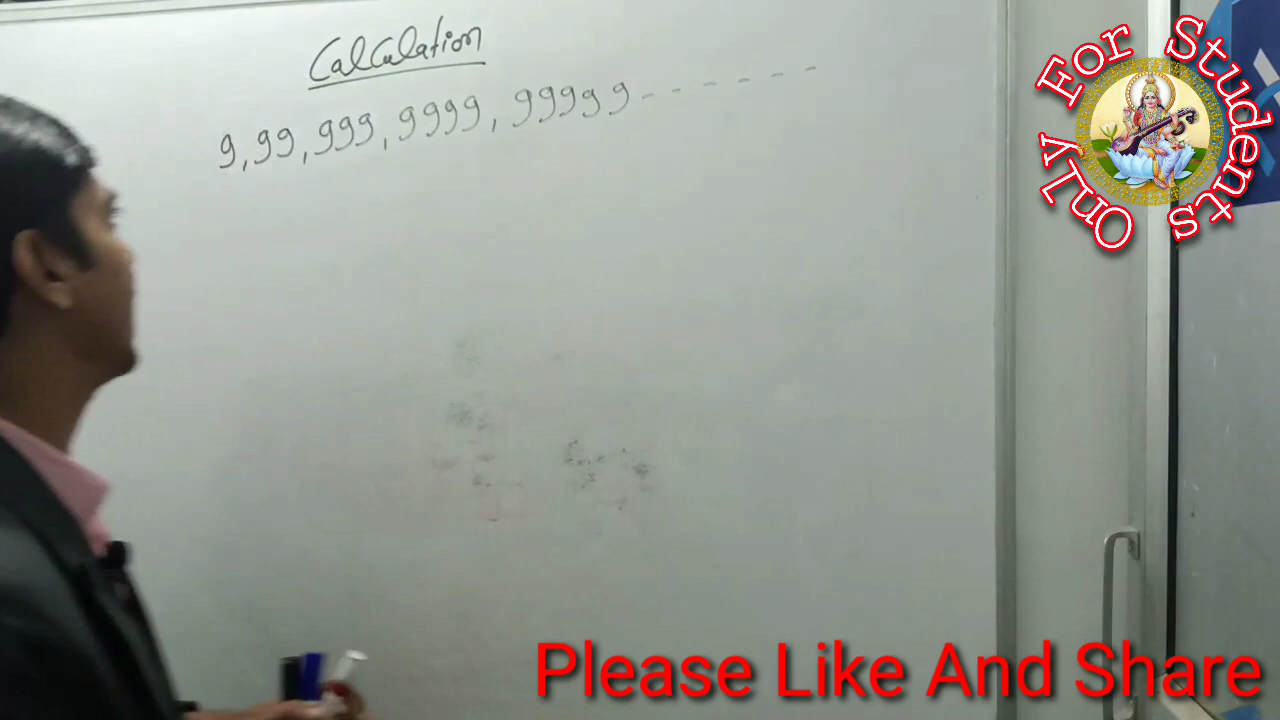 Calculation
9, 99, 999, 9999, 99999 - - - - - -
Only For Students
Please Like And Share